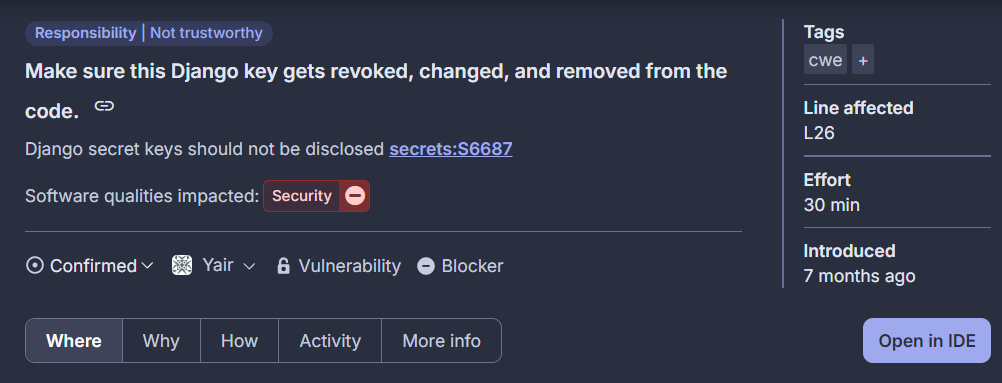 Responsibility | Not trustworthy
Make sure this Django key gets revoked, changed, and removed from the
code.
Django secret keys should not be disclosed secrets:S6687
Software qualities impacted: Security
Confirmed Yair Vulnerability Blocker
Where Why How Activity More info
Tags
cwe +
Line affected
L26
Effort
30 min
Introduced
7 months ago
Open in IDE